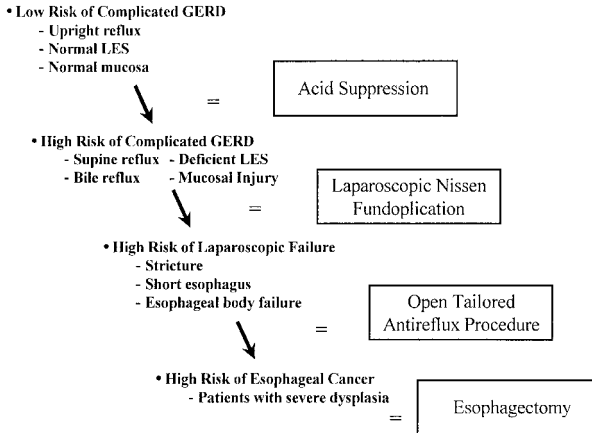 • Low Risk of Complicated GERD
- Upright reflux
- Normal LES
- Normal mucosa
= Acid Suppression
• High Risk of Complicated GERD
- Supine reflux - Deficient LES
- Bile reflux - Mucosal Injury
= Laparoscopic Nissen
Fundoplication
• High Risk of Laparoscopic Failure
- Stricture
- Short esophagus
- Esophageal body failure
= Open Tailored
Antireflux Procedure
• High Risk of Esophageal Cancer
- Patients with severe dysplasia
= Esophagectomy